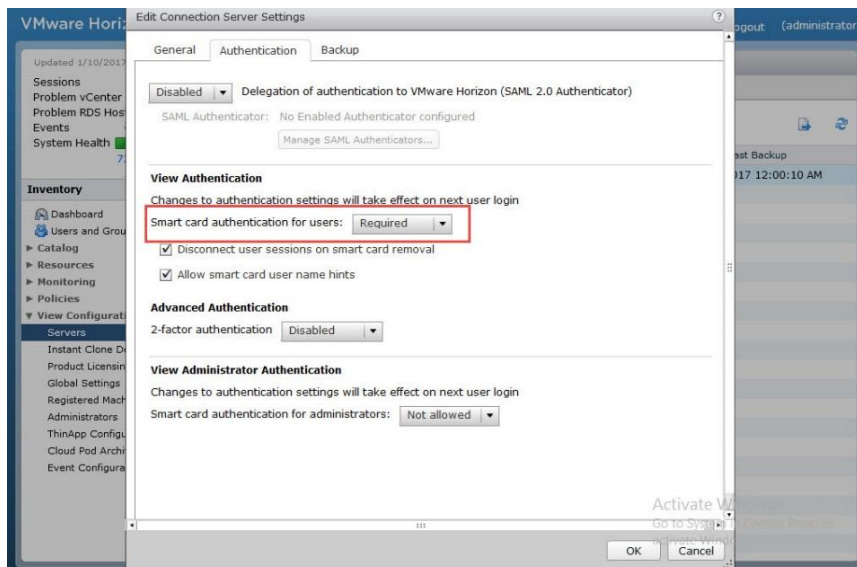 VMware Hori
Edit Connection Server Settings
?
ogout (administrator
Updated 1/10/2017
Sessions
Problem vCenter
Problem RDS Hos
Events
System Health
General Authentication Backup
Disabled Delegation of authentication to VMware Horizon (SAML 2.0 Authenticator)
SAML Authenticator: No Enabled Authenticator configured
Manage SAML Authenticators...
View Authentication
Changes to authentication settings will take effect on next user login
Smart card authentication for users: Required
Disconnect user sessions on smart card removal
Allow smart card user name hints
Advanced Authentication
2-factor authentication Disabled
View Administrator Authentication
Changes to authentication settings will take effect on next user login
Smart card authentication for administrators: Not allowed
ast Backup
017 12:00:10 AM
Inventory
Dashboard
Users and Grou
Catalog
Resources
Monitoring
Policies
View Configurati
Servers
Instant Clone D
Product Licensin
Global Settings
Registered Mach
Administrators
ThinApp Configu
Cloud Pod Archi
Event Configura
Activate W
Go to System
OK Cancel